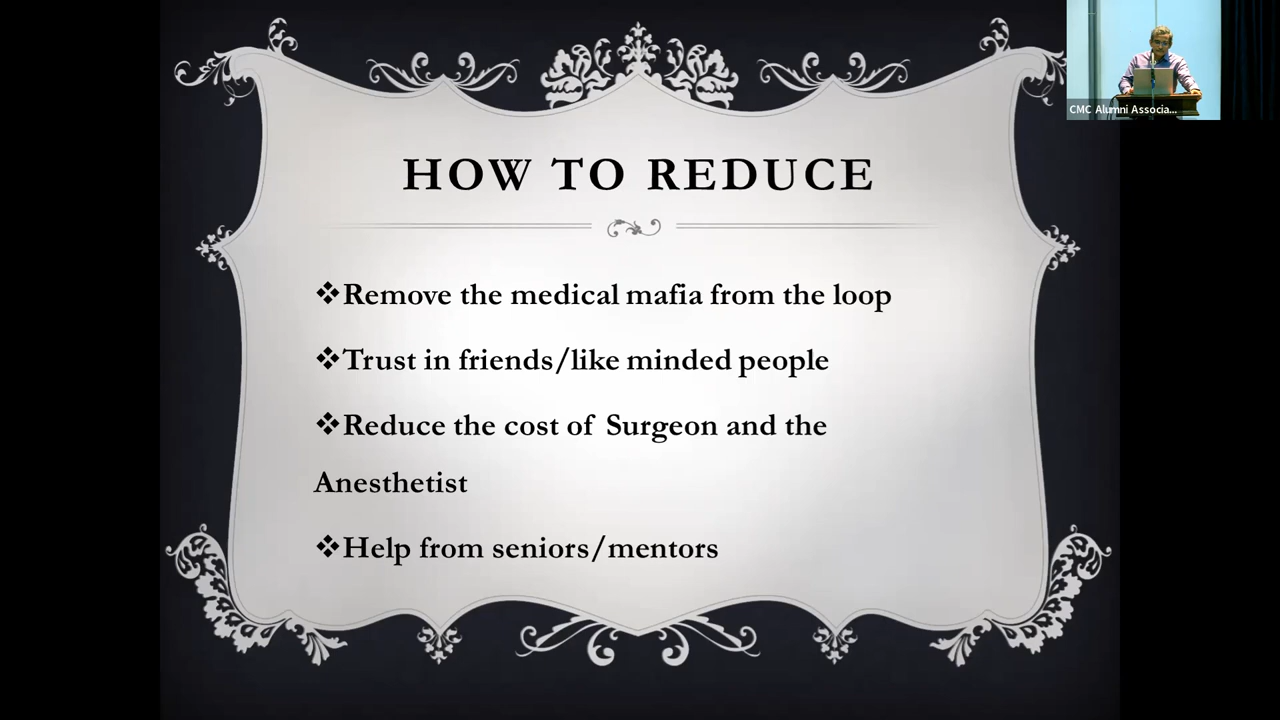 CMC Alumni Associa...
HOW TO REDUCE
❖Remove the medical mafia from the loop
❖Trust in friends/like minded people
❖Reduce the cost of Surgeon and the
Anesthetist
❖Help from seniors/mentors